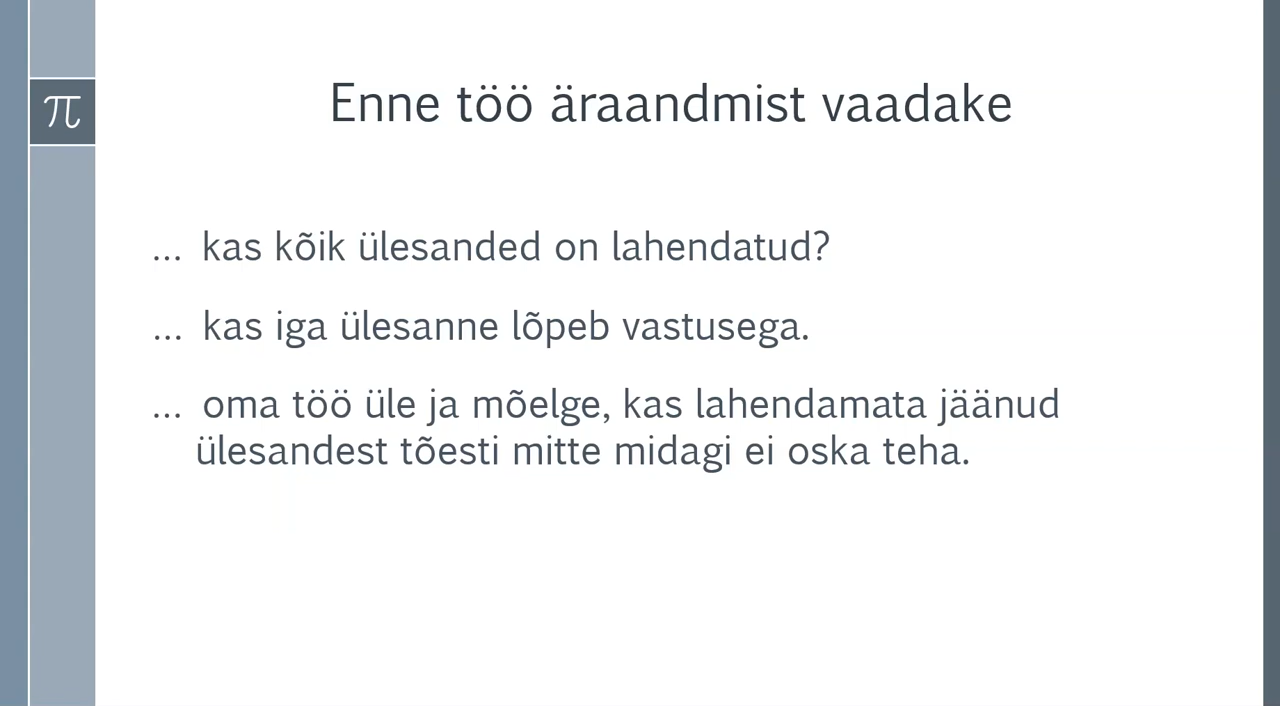 π
Enne töö äraandmist vaadake
... kas kõik ülesanded on lahendatud?
... kas iga ülesanne lõpeb vastusega.
... oma töö üle ja mõelge, kas lahendamata jäänud
ülesandest tõesti mitte midagi ei oska teha.